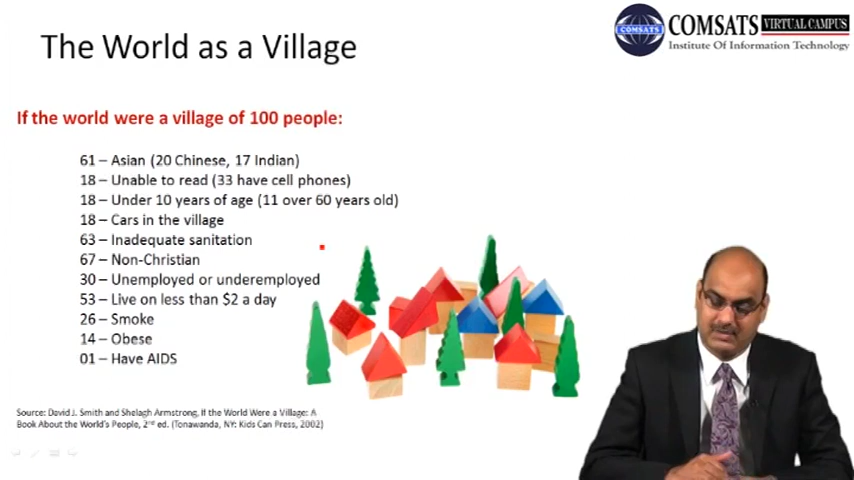 The World as a Village
COMSATS
COMSATS VIRTUAL CAMPUS
Institute Of Information Technology
If the world were a village of 100 people:
61 – Asian (20 Chinese, 17 Indian)
18 – Unable to read (33 have cell phones)
18 – Under 10 years of age (11 over 60 years old)
18 – Cars in the village
63 – Inadequate sanitation
67 – Non-Christian
30 – Unemployed or underemployed
53 – Live on less than $2 a day
26 – Smoke
14 – Obese
01 – Have AIDS
Source: David J. Smith and Shelagh Armstrong, If the World Were a Village: A
Book About the World's People, 2nd ed. (Tonawanda, NY: Kids Can Press, 2002)